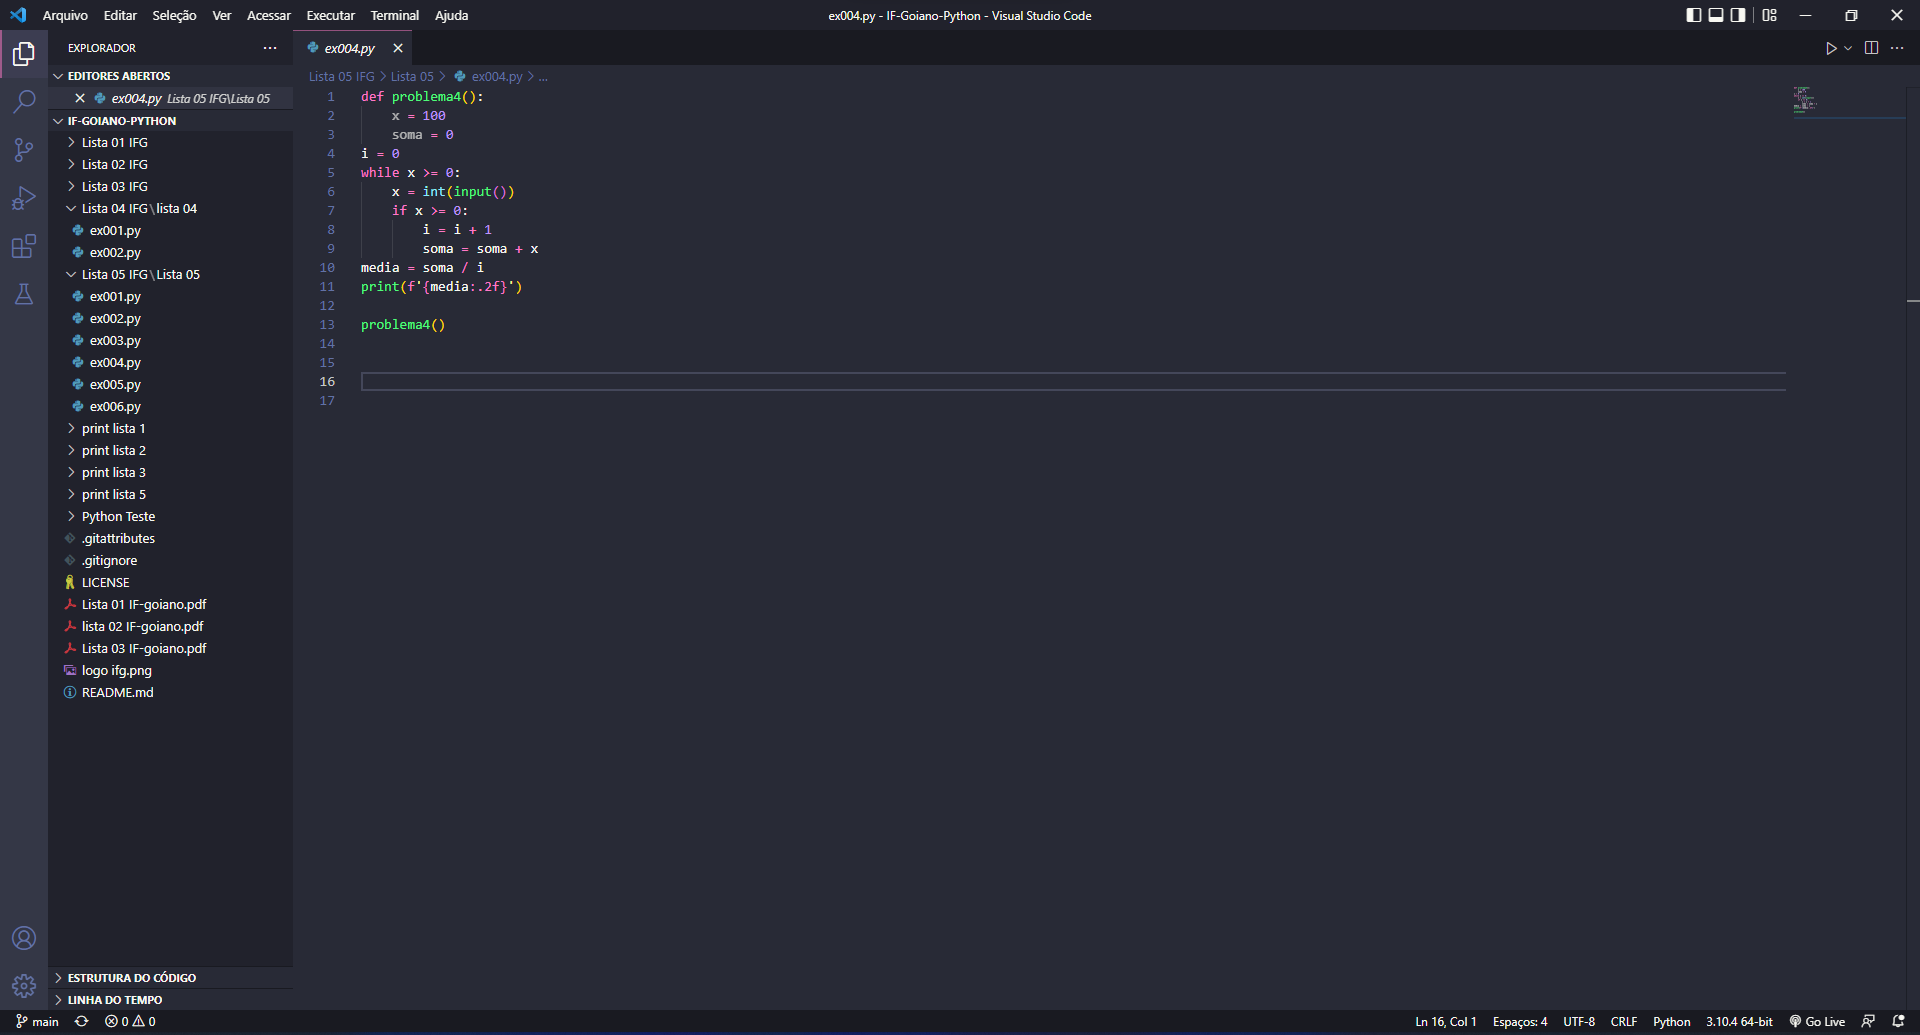 Arquivo Editar Seleção Ver Acessar Executar Terminal Ajuda
ex004.py - IF-Goiano-Python - Visual Studio Code
EXPLORADOR
EDITORES ABERTOS
ex004.py Lista 05 IFG\Lista 05
IF-GOIANO-PYTHON
Lista 01 IFG
Lista 02 IFG
Lista 03 IFG
Lista 04 IFG\lista 04
ex001.py
ex002.py
Lista 05 IFG\Lista 05
ex001.py
ex002.py
ex003.py
ex004.py
ex005.py
ex006.py
print lista 1
print lista 2
print lista 3
print lista 5
Python Teste
.gitattributes
.gitignore
LICENSE
Lista 01 IF-goiano.pdf
lista 02 IF-goiano.pdf
Lista 03 IF-goiano.pdf
logo ifg.png
README.md
ESTRUTURA DO CÓDIGO
LINHA DO TEMPO
ex004.py
Lista 05 IFG > Lista 05 > ex004.py > ...
1 def problema4():
2     x = 100
3     soma = 0
4 i = 0
5 while x >= 0:
6     x = int(input())
7     if x >= 0:
8         i = i + 1
9         soma = soma + x
10 media = soma / i
11 print(f'{media:.2f}')
12
13 problema4()
14
15
16
17
main 0 0
Ln 16, Col 1 Espaços: 4 UTF-8 CRLF Python 3.10.4 64-bit Go Live